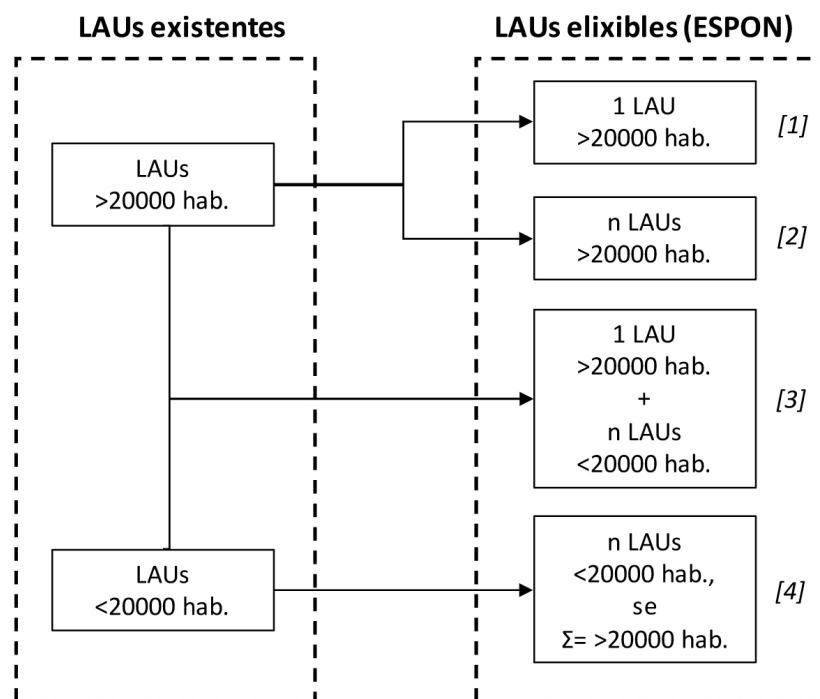 LAUs existentes
LAUs elixibles (ESPON)
LAUs
>20000 hab.
1 LAU
>20000 hab.
[1]
n LAUs
>20000 hab.
[2]
1 LAU
>20000 hab.
+
n LAUs
<20000 hab.
[3]
LAUs
<20000 hab.
n LAUs
<20000 hab.,
se
Σ= >20000 hab.
[4]